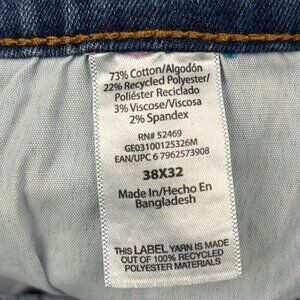 73% Cotton/Algodón
22% Recycled Polyester/
Poliéster Reciclado
3% Viscose/Viscosa
2% Spandex
RN# 52469
GE03100125326M
EAN/UPC 6 7962573908
38X32
Made In/Hecho En
Bangladesh
THIS LABEL YARN IS MADE
OUT OF 100% RECYCLED
POLYESTER MATERIALS